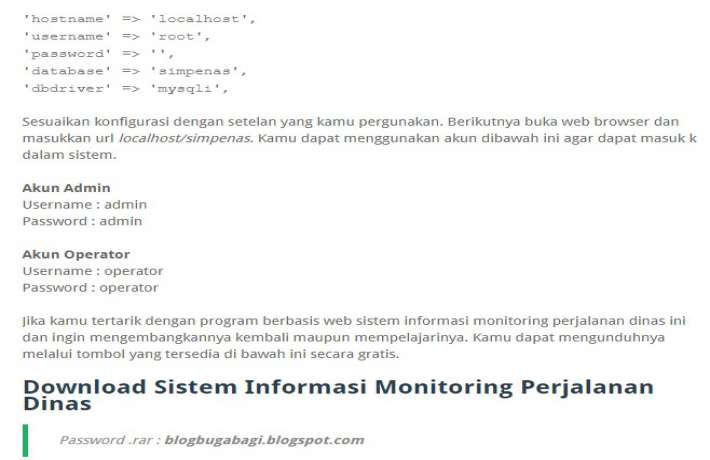 'hostname' => 'localhost',
'username' => 'root',
'password' => '',
'database' => 'simpenas',
'dbdriver' => 'mysqli',
Sesuaikan konfigurasi dengan setelan yang kamu pergunakan. Berikutnya buka web browser dan
masukkan url localhost/simpenas. Kamu dapat menggunakan akun dibawah ini agar dapat masuk k
dalam sistem.
Akun Admin
Username : admin
Password : admin
Akun Operator
Username : operator
Password : operator
Jika kamu tertarik dengan program berbasis web sistem informasi monitoring perjalanan dinas ini
dan ingin mengembangkannya kembali maupun mempelajarinya. Kamu dapat mengunduhnya
melalui tombol yang tersedia di bawah ini secara gratis.
Download Sistem Informasi Monitoring Perjalanan
Dinas
Password .rar : blogbugabagi.blogspot.com